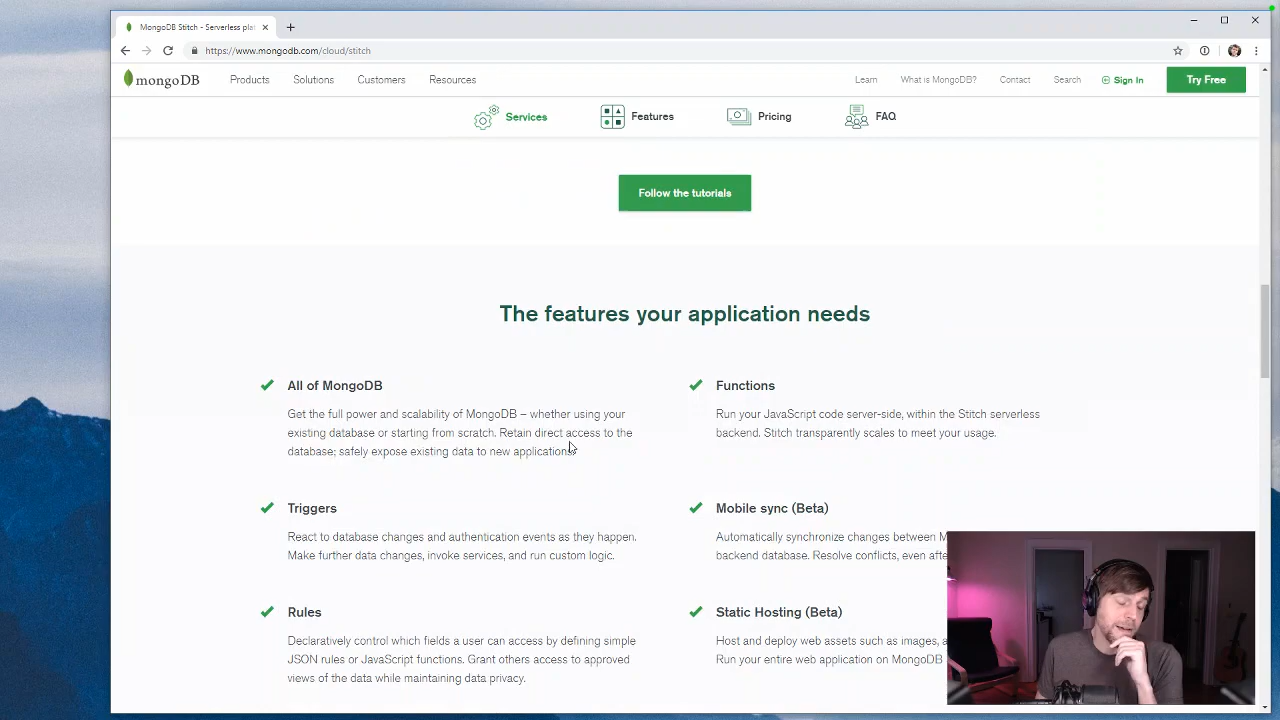 MongoDB Stitch - Serverless pla
https://www.mongodb.com/cloud/stitch
mongoDB
Products
Solutions
Customers
Resources
Learn
What is MongoDB?
Contact
Search
Sign In
Try Free
Services
Features
Pricing
FAQ
Follow the tutorials
The features your application needs
All of MongoDB
Get the full power and scalability of MongoDB – whether using your
existing database or starting from scratch. Retain direct access to the
database; safely expose existing data to new applications.
Functions
Run your JavaScript code server-side, within the Stitch serverless
backend. Stitch transparently scales to meet your usage.
Triggers
React to database changes and authentication events as they happen.
Make further data changes, invoke services, and run custom logic.
Mobile sync (Beta)
Automatically synchronize changes between M
backend database. Resolve conflicts, even afte
Rules
Declaratively control which fields a user can access by defining simple
JSON rules or JavaScript functions. Grant others access to approved
views of the data while maintaining data privacy.
Static Hosting (Beta)
Host and deploy web assets such as images, a
Run your entire web application on MongoDB